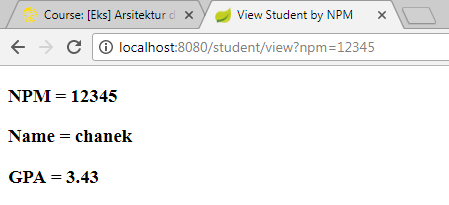 Course: [Eks] Arsitektur d
View Student by NPM
localhost:8080/student/view?npm=12345
NPM = 12345
Name = chanek
GPA = 3.43